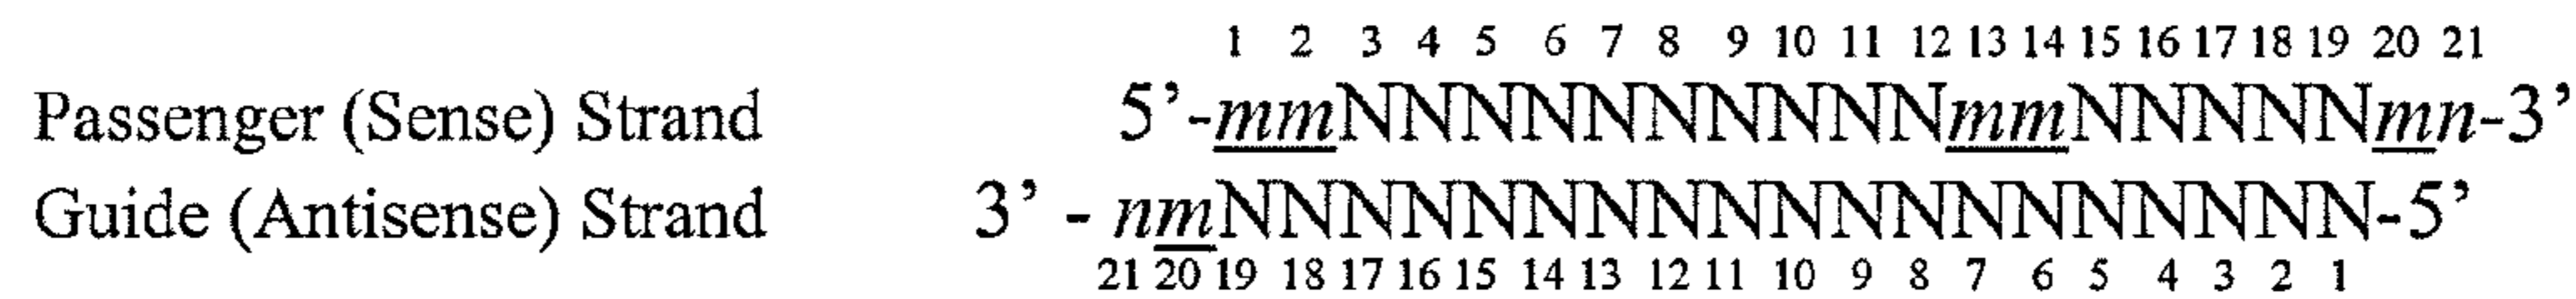 1 2 3 4 5 6 7 8 9 10 11 12 13 14 15 16 17 18 19 20 21
Passenger (Sense) Strand 5’-mmNNNNNNNNNNmmNNNNNmn-3’
Guide (Antisense) Strand 3’ - nmNNNNNNNNNNNNNNNNNNN-5’
21 20 19 18 17 16 15 14 13 12 11 10 9 8 7 6 5 4 3 2 1